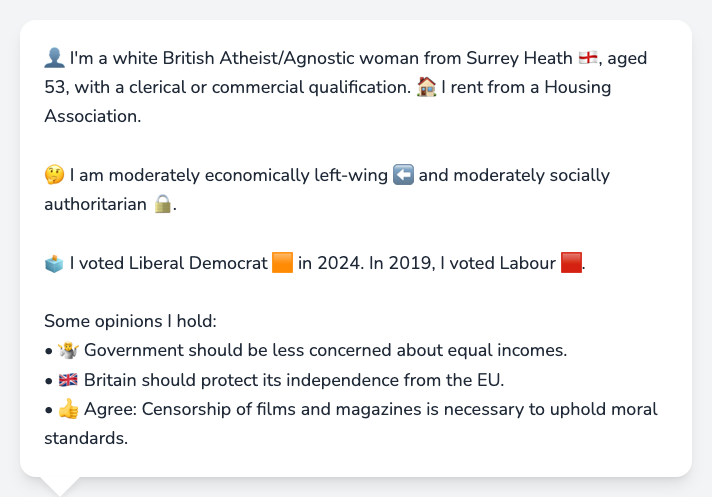 👤 I'm a white British Atheist/Agnostic woman from Surrey Heath 🏴󠁧󠁢󠁥󠁮󠁧󠁿, aged
53, with a clerical or commercial qualification. 🏠 I rent from a Housing
Association.
🤔 I am moderately economically left-wing ⬅️ and moderately socially
authoritarian 🔒.
🗳️ I voted Liberal Democrat 🟧 in 2024. In 2019, I voted Labour 🟥.
Some opinions I hold:
• 🤷 Government should be less concerned about equal incomes.
• 🇬🇧 Britain should protect its independence from the EU.
• 👍 Agree: Censorship of films and magazines is necessary to uphold moral
standards.